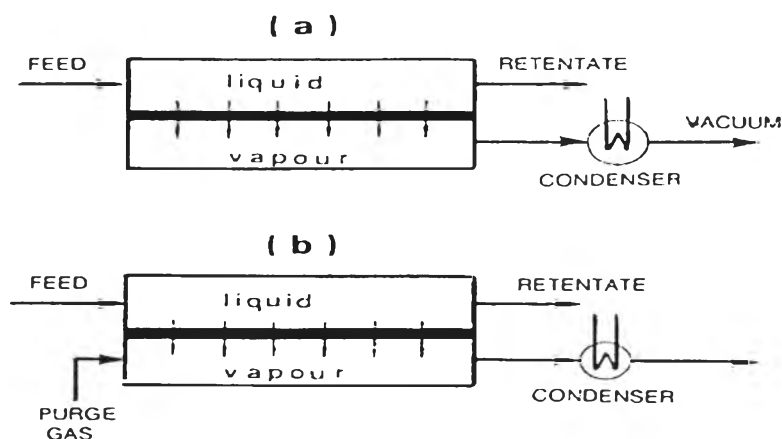 ( a )
FEED
RETENTATE
liquid
VACUUM
vapour
CONDENSER
( b )
FEED
RETENTATE
liquid
vapour
CONDENSER
PURGE
GAS